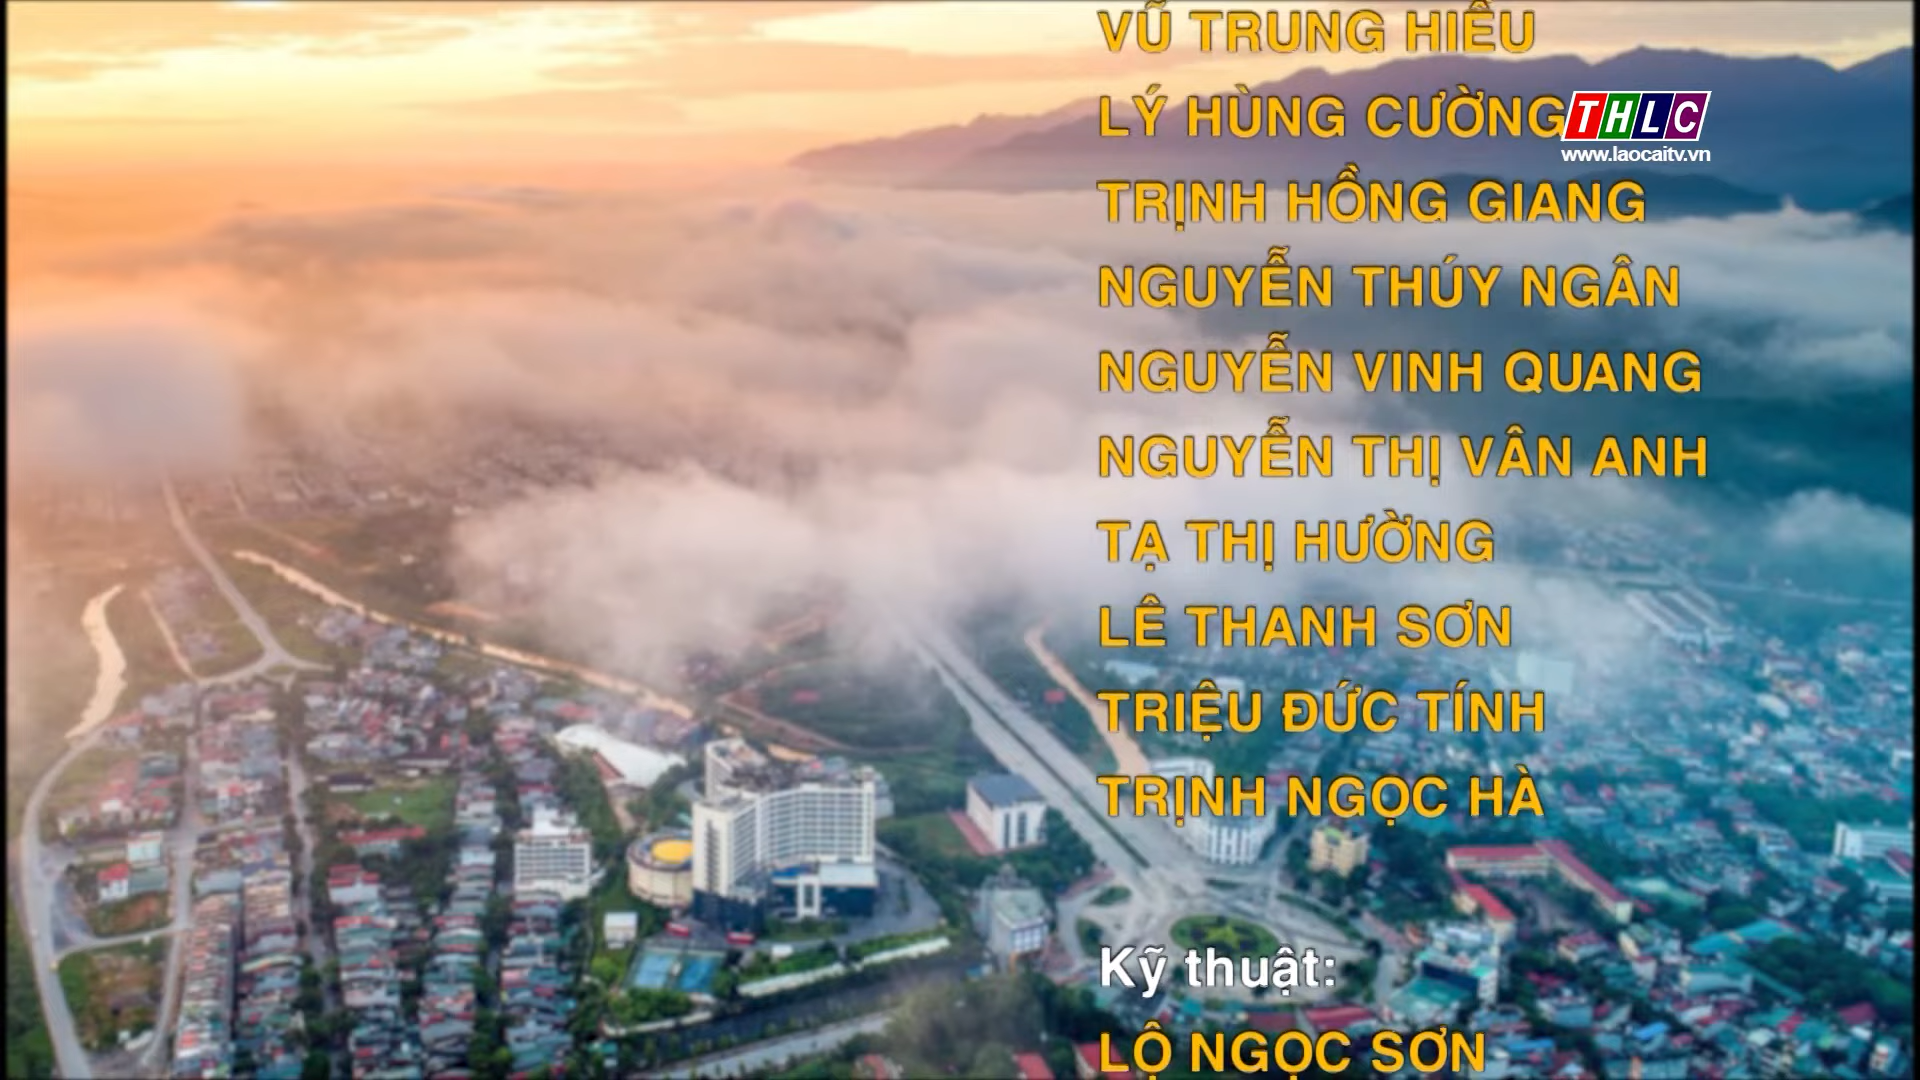 VŨ TRUNG HIẾU
LÝ HÙNG CƯỜNG
THLC
www.laocaitv.vn
TRỊNH HỒNG GIANG
NGUYỄN THÚY NGÂN
NGUYỄN VINH QUANG
NGUYỄN THỊ VÂN ANH
TẠ THỊ HƯỜNG
LÊ THANH SƠN
TRIỆU ĐỨC TÍNH
TRỊNH NGỌC HÀ
Kỹ thuật:
LỘ NGỌC SƠN